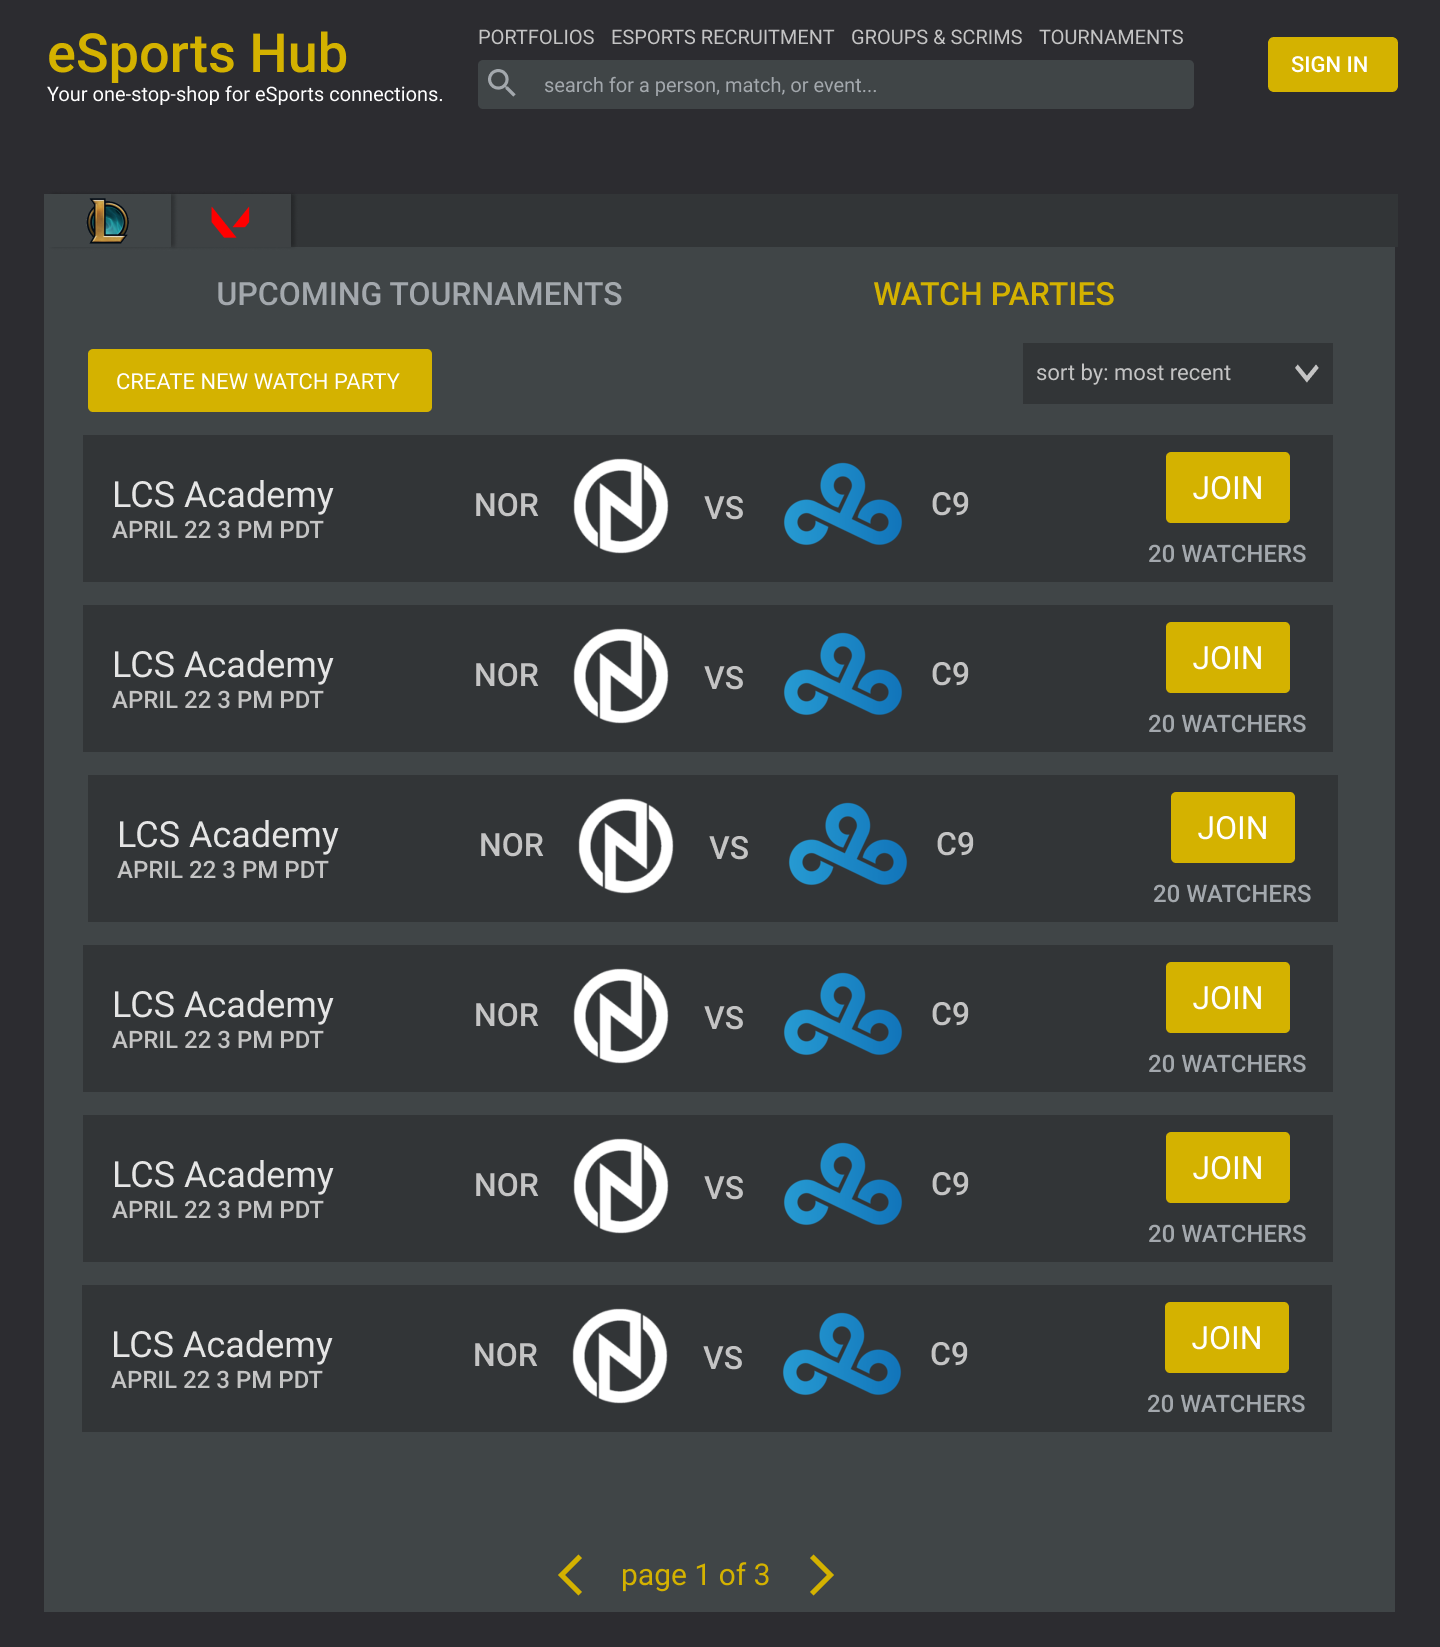 eSports Hub
Your one-stop-shop for eSports connections.
PORTFOLIOS ESPORTS RECRUITMENT GROUPS & SCRIMS TOURNAMENTS
search for a person, match, or event...
SIGN IN
UPCOMING TOURNAMENTS
WATCH PARTIES
CREATE NEW WATCH PARTY
sort by: most recent
LCS Academy
APRIL 22 3 PM PDT
NOR VS C9
JOIN
20 WATCHERS
LCS Academy
APRIL 22 3 PM PDT
NOR VS C9
JOIN
20 WATCHERS
LCS Academy
APRIL 22 3 PM PDT
NOR VS C9
JOIN
20 WATCHERS
LCS Academy
APRIL 22 3 PM PDT
NOR VS C9
JOIN
20 WATCHERS
LCS Academy
APRIL 22 3 PM PDT
NOR VS C9
JOIN
20 WATCHERS
LCS Academy
APRIL 22 3 PM PDT
NOR VS C9
JOIN
20 WATCHERS
page 1 of 3